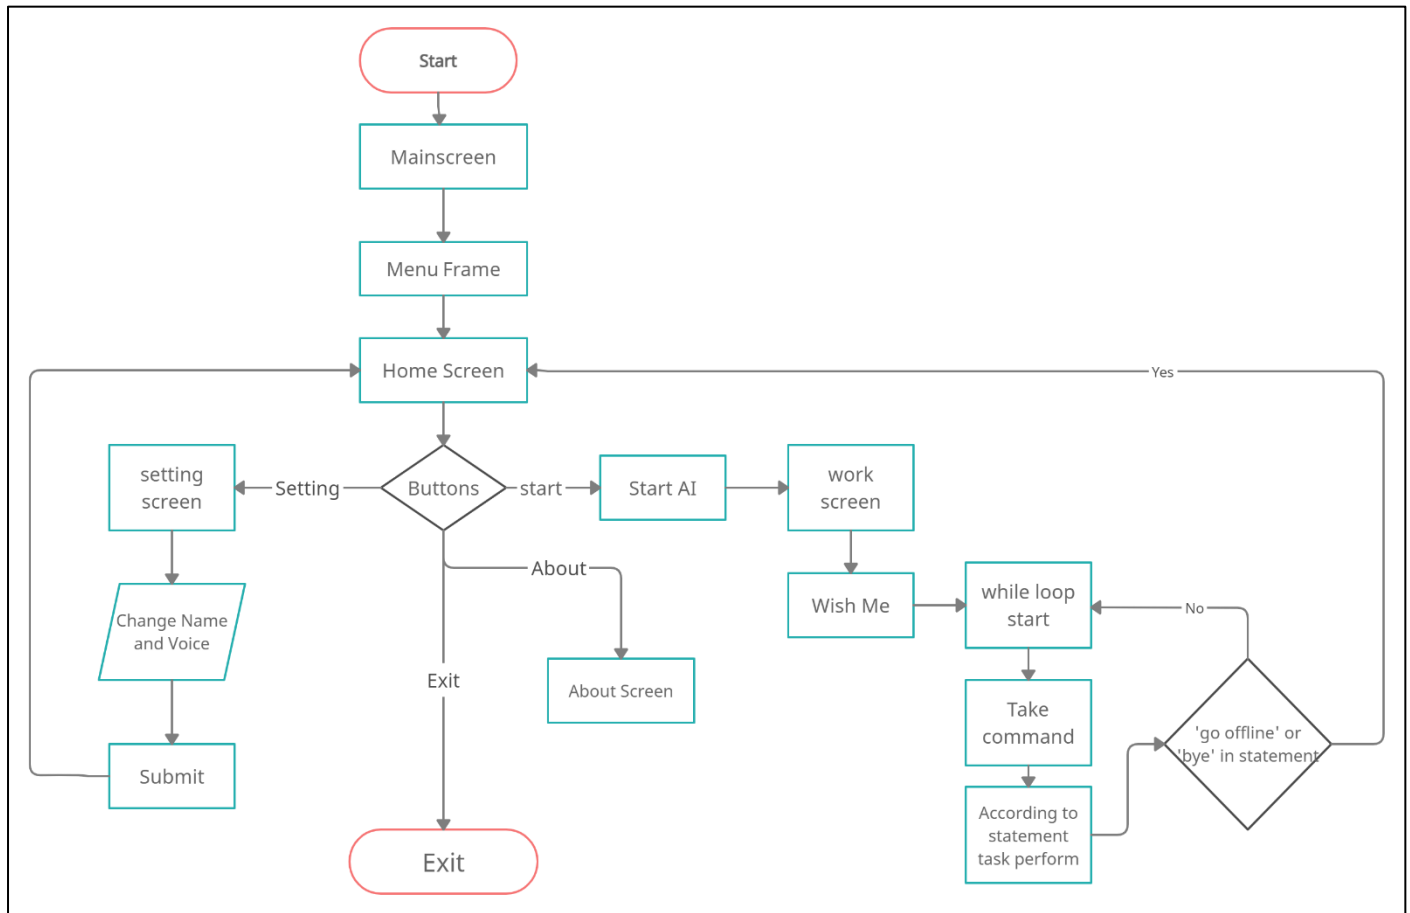 Start
Mainscreen
Menu Frame
Home Screen
Yes
setting
screen
Setting
Buttons
start
Start AI
work
screen
About
Change Name
and Voice
Wish Me
while loop
start
No
Exit
About Screen
Take
command
'go offline' or
'bye' in statement
Submit
According to
statement
task perform
Exit